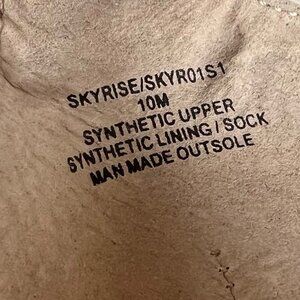 SKYRISE/SKYR01S1
10M
SYNTHETIC UPPER
SYNTHETIC LINING / SOCK
MAN MADE OUTSOLE